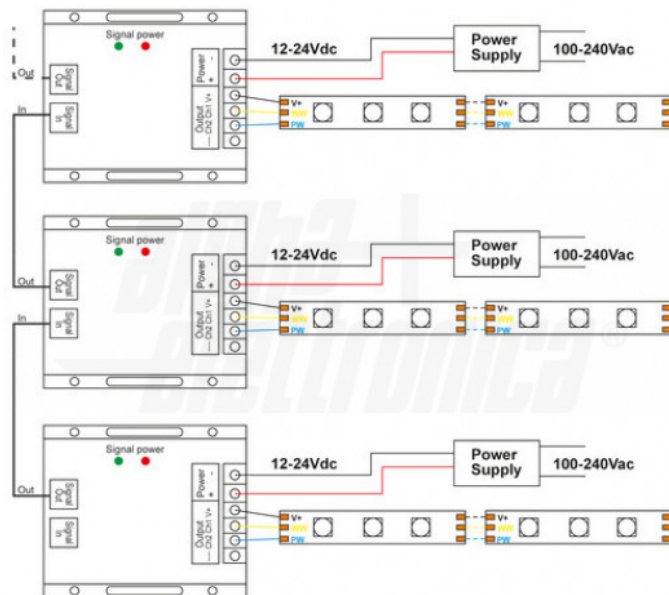 Signal power
12-24Vdc
Power
Supply
100-240Vac
Out
Signal
Out
In
Signal
In
Power
- +
Output
Ch2 Ch1 V+
V+
WW
PW
V+
WW
PW
Signal power
12-24Vdc
Power
Supply
100-240Vac
Out
Signal
Out
In
Signal
In
Power
- +
Output
Ch2 Ch1 V+
V+
WW
PW
V+
WW
PW
alpha
elettronica®
Signal power
12-24Vdc
Power
Supply
100-240Vac
Out
Signal
Out
Signal
In
Power
- +
Output
Ch2 Ch1 V+
V+
WW
PW
V+
WW
PW